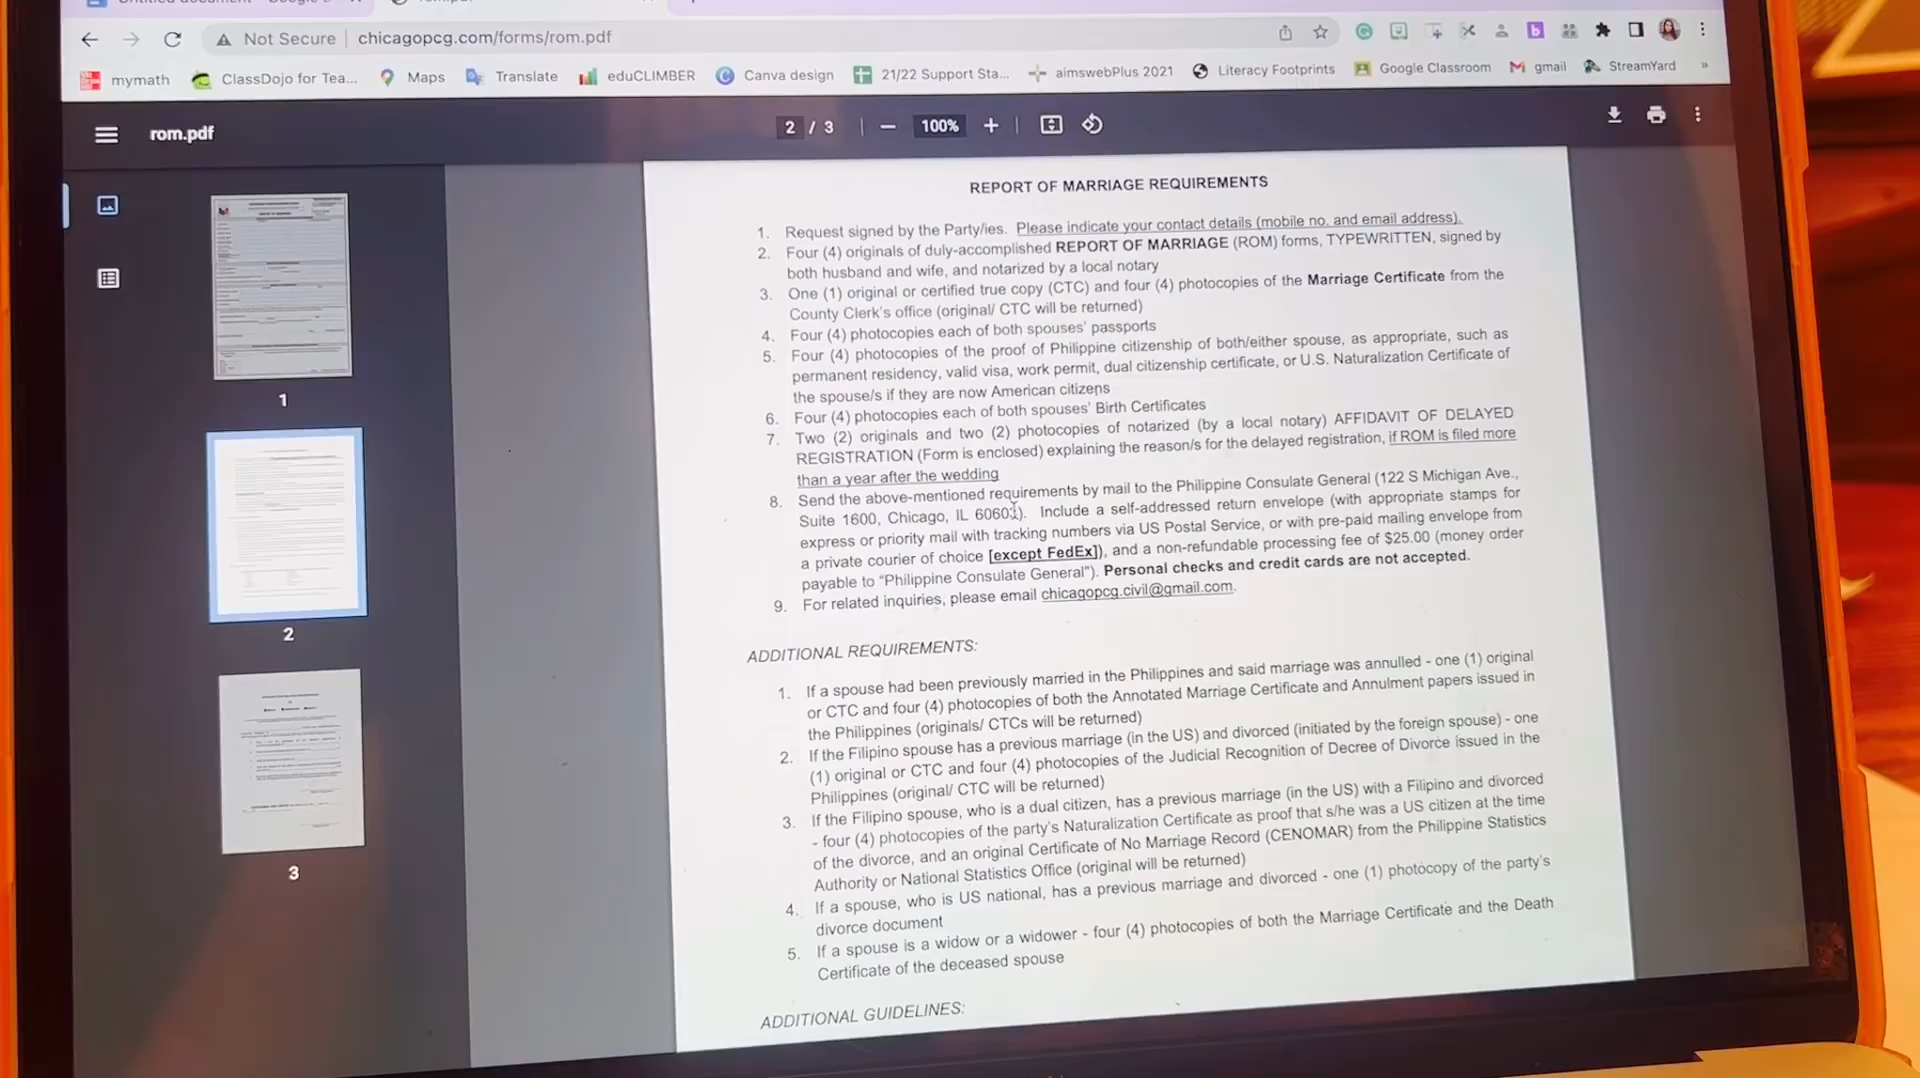 Untitled document
Not Secure | chicagopcg.com/forms/rom.pdf
mymath ClassDojo for Tea... Maps Translate eduCLIMBER Canva design 21/22 Support Sta... aimswebPlus 2021 Literacy Footprints Google Classroom gmail StreamYard »
rom.pdf 2 / 3 — 100% +
1
2
3
REPORT OF MARRIAGE REQUIREMENTS
1. Request signed by the Party/ies. Please indicate your contact details (mobile no. and email address).
2. Four (4) originals of duly-accomplished REPORT OF MARRIAGE (ROM) forms, TYPEWRITTEN, signed by
both husband and wife, and notarized by a local notary
3. One (1) original or certified true copy (CTC) and four (4) photocopies of the Marriage Certificate from the
County Clerk's office (original/ CTC will be returned)
4. Four (4) photocopies each of both spouses' passports
5. Four (4) photocopies of the proof of Philippine citizenship of both/either spouse, as appropriate, such as
permanent residency, valid visa, work permit, dual citizenship certificate, or U.S. Naturalization Certificate of
the spouse/s if they are now American citizens
6. Four (4) photocopies each of both spouses' Birth Certificates
7. Two (2) originals and two (2) photocopies of notarized (by a local notary) AFFIDAVIT OF DELAYED
REGISTRATION (Form is enclosed) explaining the reason/s for the delayed registration, if ROM is filed more
than a year after the wedding
8. Send the above-mentioned requirements by mail to the Philippine Consulate General (122 S Michigan Ave.,
Suite 1600, Chicago, IL 60603). Include a self-addressed return envelope (with appropriate stamps for
express or priority mail with tracking numbers via US Postal Service, or with pre-paid mailing envelope from
a private courier of choice [except FedEx]), and a non-refundable processing fee of $25.00 (money order
payable to "Philippine Consulate General"). Personal checks and credit cards are not accepted.
9. For related inquiries, please email chicagopcg.civil@gmail.com.
ADDITIONAL REQUIREMENTS:
1. If a spouse had been previously married in the Philippines and said marriage was annulled - one (1) original
or CTC and four (4) photocopies of both the Annotated Marriage Certificate and Annulment papers issued in
the Philippines (originals/ CTCs will be returned)
2. If the Filipino spouse has a previous marriage (in the US) and divorced (initiated by the foreign spouse) - one
(1) original or CTC and four (4) photocopies of the Judicial Recognition of Decree of Divorce issued in the
Philippines (original/ CTC will be returned)
3. If the Filipino spouse, who is a dual citizen, has a previous marriage (in the US) with a Filipino and divorced
- four (4) photocopies of the party's Naturalization Certificate as proof that s/he was a US citizen at the time
of the divorce, and an original Certificate of No Marriage Record (CENOMAR) from the Philippine Statistics
Authority or National Statistics Office (original will be returned)
4. If a spouse, who is US national, has a previous marriage and divorced - one (1) photocopy of the party's
divorce document
5. If a spouse is a widow or a widower - four (4) photocopies of both the Marriage Certificate and the Death
Certificate of the deceased spouse
ADDITIONAL GUIDELINES: